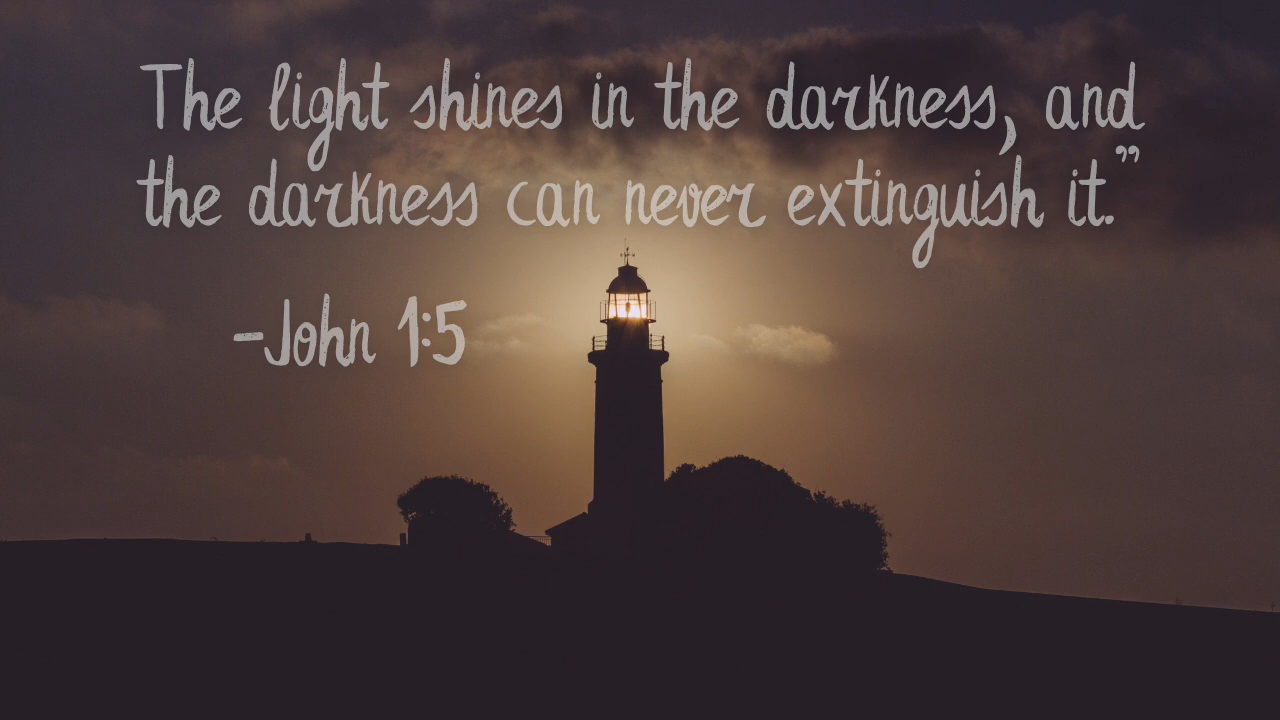 The light shines in the darkness, and
the darkness can never extinguish it.”
-John 1:5